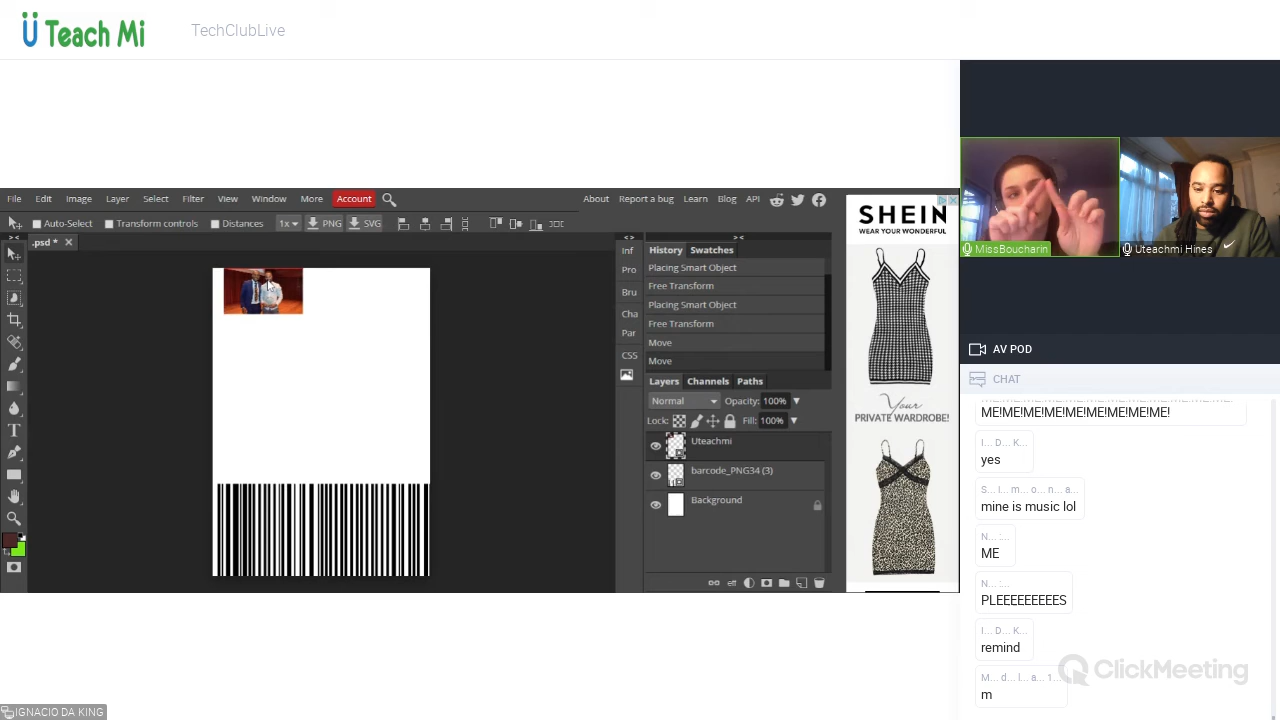 Ü Teach Mi
TechClubLive
File Edit Image Layer Select Filter View Window More Account
About Report a bug Learn Blog API
Auto-Select Transform controls Distances 1x PNG SVG
.psd *
Inf
Pro
Bru
Cha
Par
CSS
History Swatches
Placing Smart Object
Free Transform
Placing Smart Object
Free Transform
Move
Move
Layers Channels Paths
Normal Opacity: 100%
Lock: Fill: 100%
Uteachmi
barcode_PNG34 (3)
Background
eff
SHEIN
WEAR YOUR WONDERFUL
Your
PRIVATE WARDROBE!
MissBoucharin
Uteachmi Hines
AV POD
CHAT
ME!ME!ME!ME!ME!ME!ME!ME!ME!
I... D... K...
yes
S... i... m... o... n... a...
mine is music lol
N... :...
ME
N... :...
PLEEEEEEEEES
I... D... K...
remind
M... d... l... a... 1...
m
ClickMeeting
IGNACIO DA KING